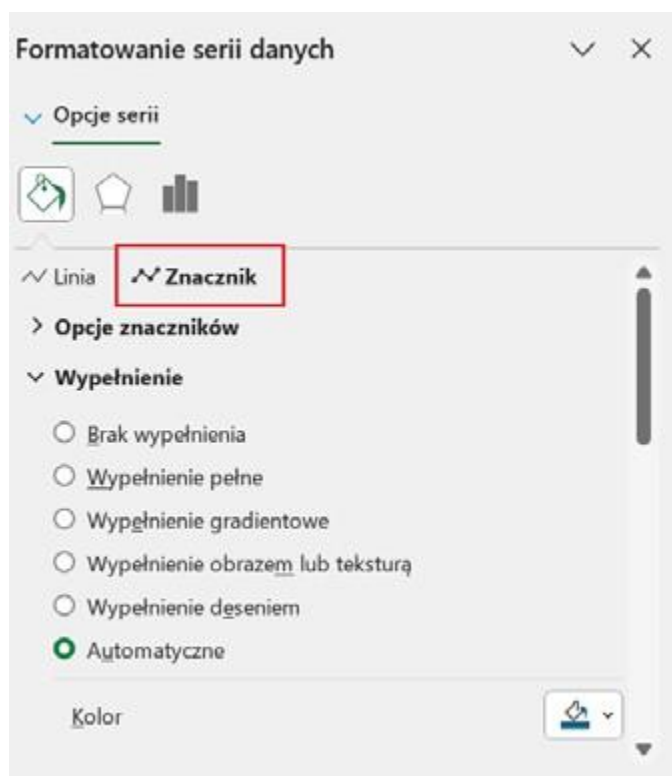 Formatowanie serii danych
Opcje serii
Linia Znacznik
Opcje znaczników
Wypełnienie
Brak wypełnienia
Wypełnienie pełne
Wypełnienie gradientowe
Wypełnienie obrazem lub teksturą
Wypełnienie deseniem
Automatyczne
Kolor